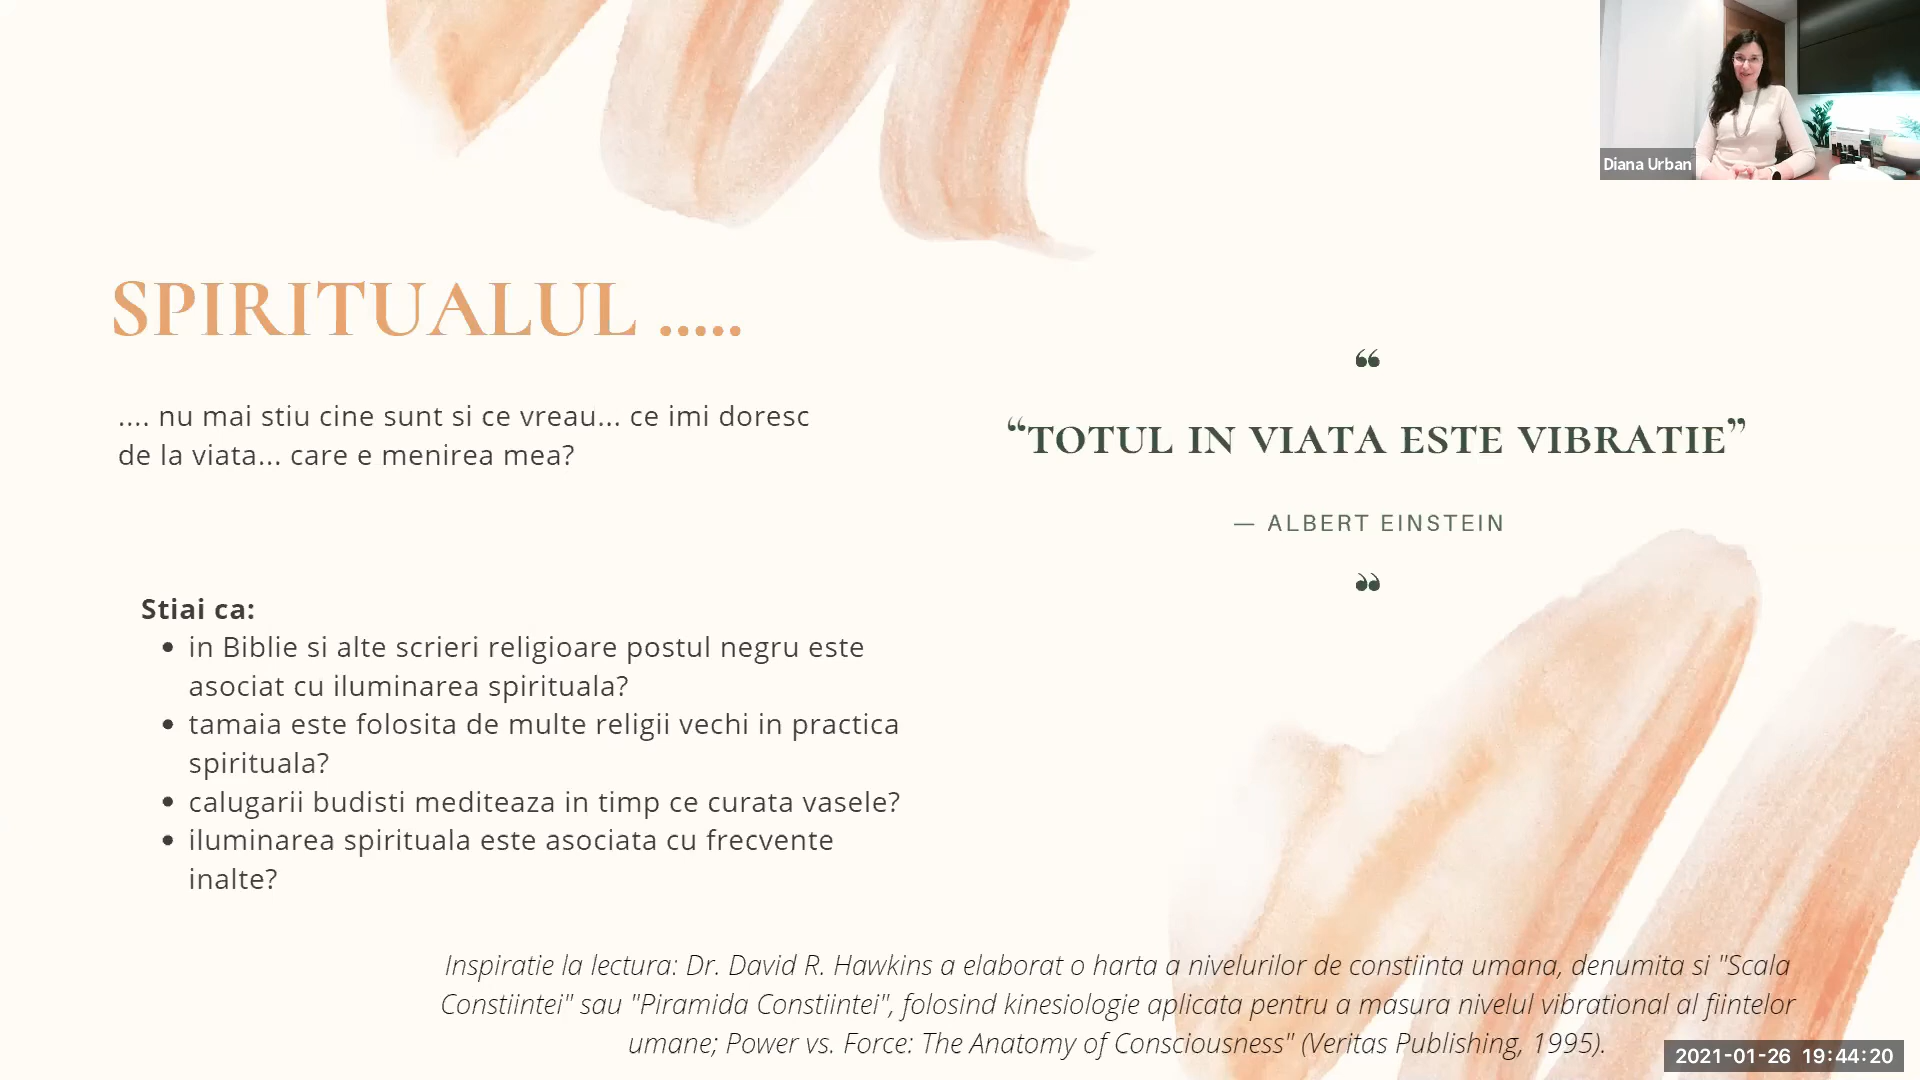 Diana Urban
SPIRITUALUL .....
.... nu mai stiu cine sunt si ce vreau... ce imi doresc
de la viata... care e menirea mea?
❝
“TOTUL IN VIATA ESTE VIBRATIE”
— ALBERT EINSTEIN
❞
Stiai ca:
• in Biblie si alte scrieri religioare postul negru este
asociat cu iluminarea spirituala?
• tamaia este folosita de multe religii vechi in practica
spirituala?
• calugarii budisti mediteaza in timp ce curata vasele?
• iluminarea spirituala este asociata cu frecvente
inalte?
Inspiratie la lectura: Dr. David R. Hawkins a elaborat o harta a nivelurilor de constiinta umana, denumita si "Scala
Constiintei" sau "Piramida Constiintei", folosind kinesiologie aplicata pentru a masura nivelul vibrational al fiintelor
umane; Power vs. Force: The Anatomy of Consciousness" (Veritas Publishing, 1995).
2021-01-26 19:44:20